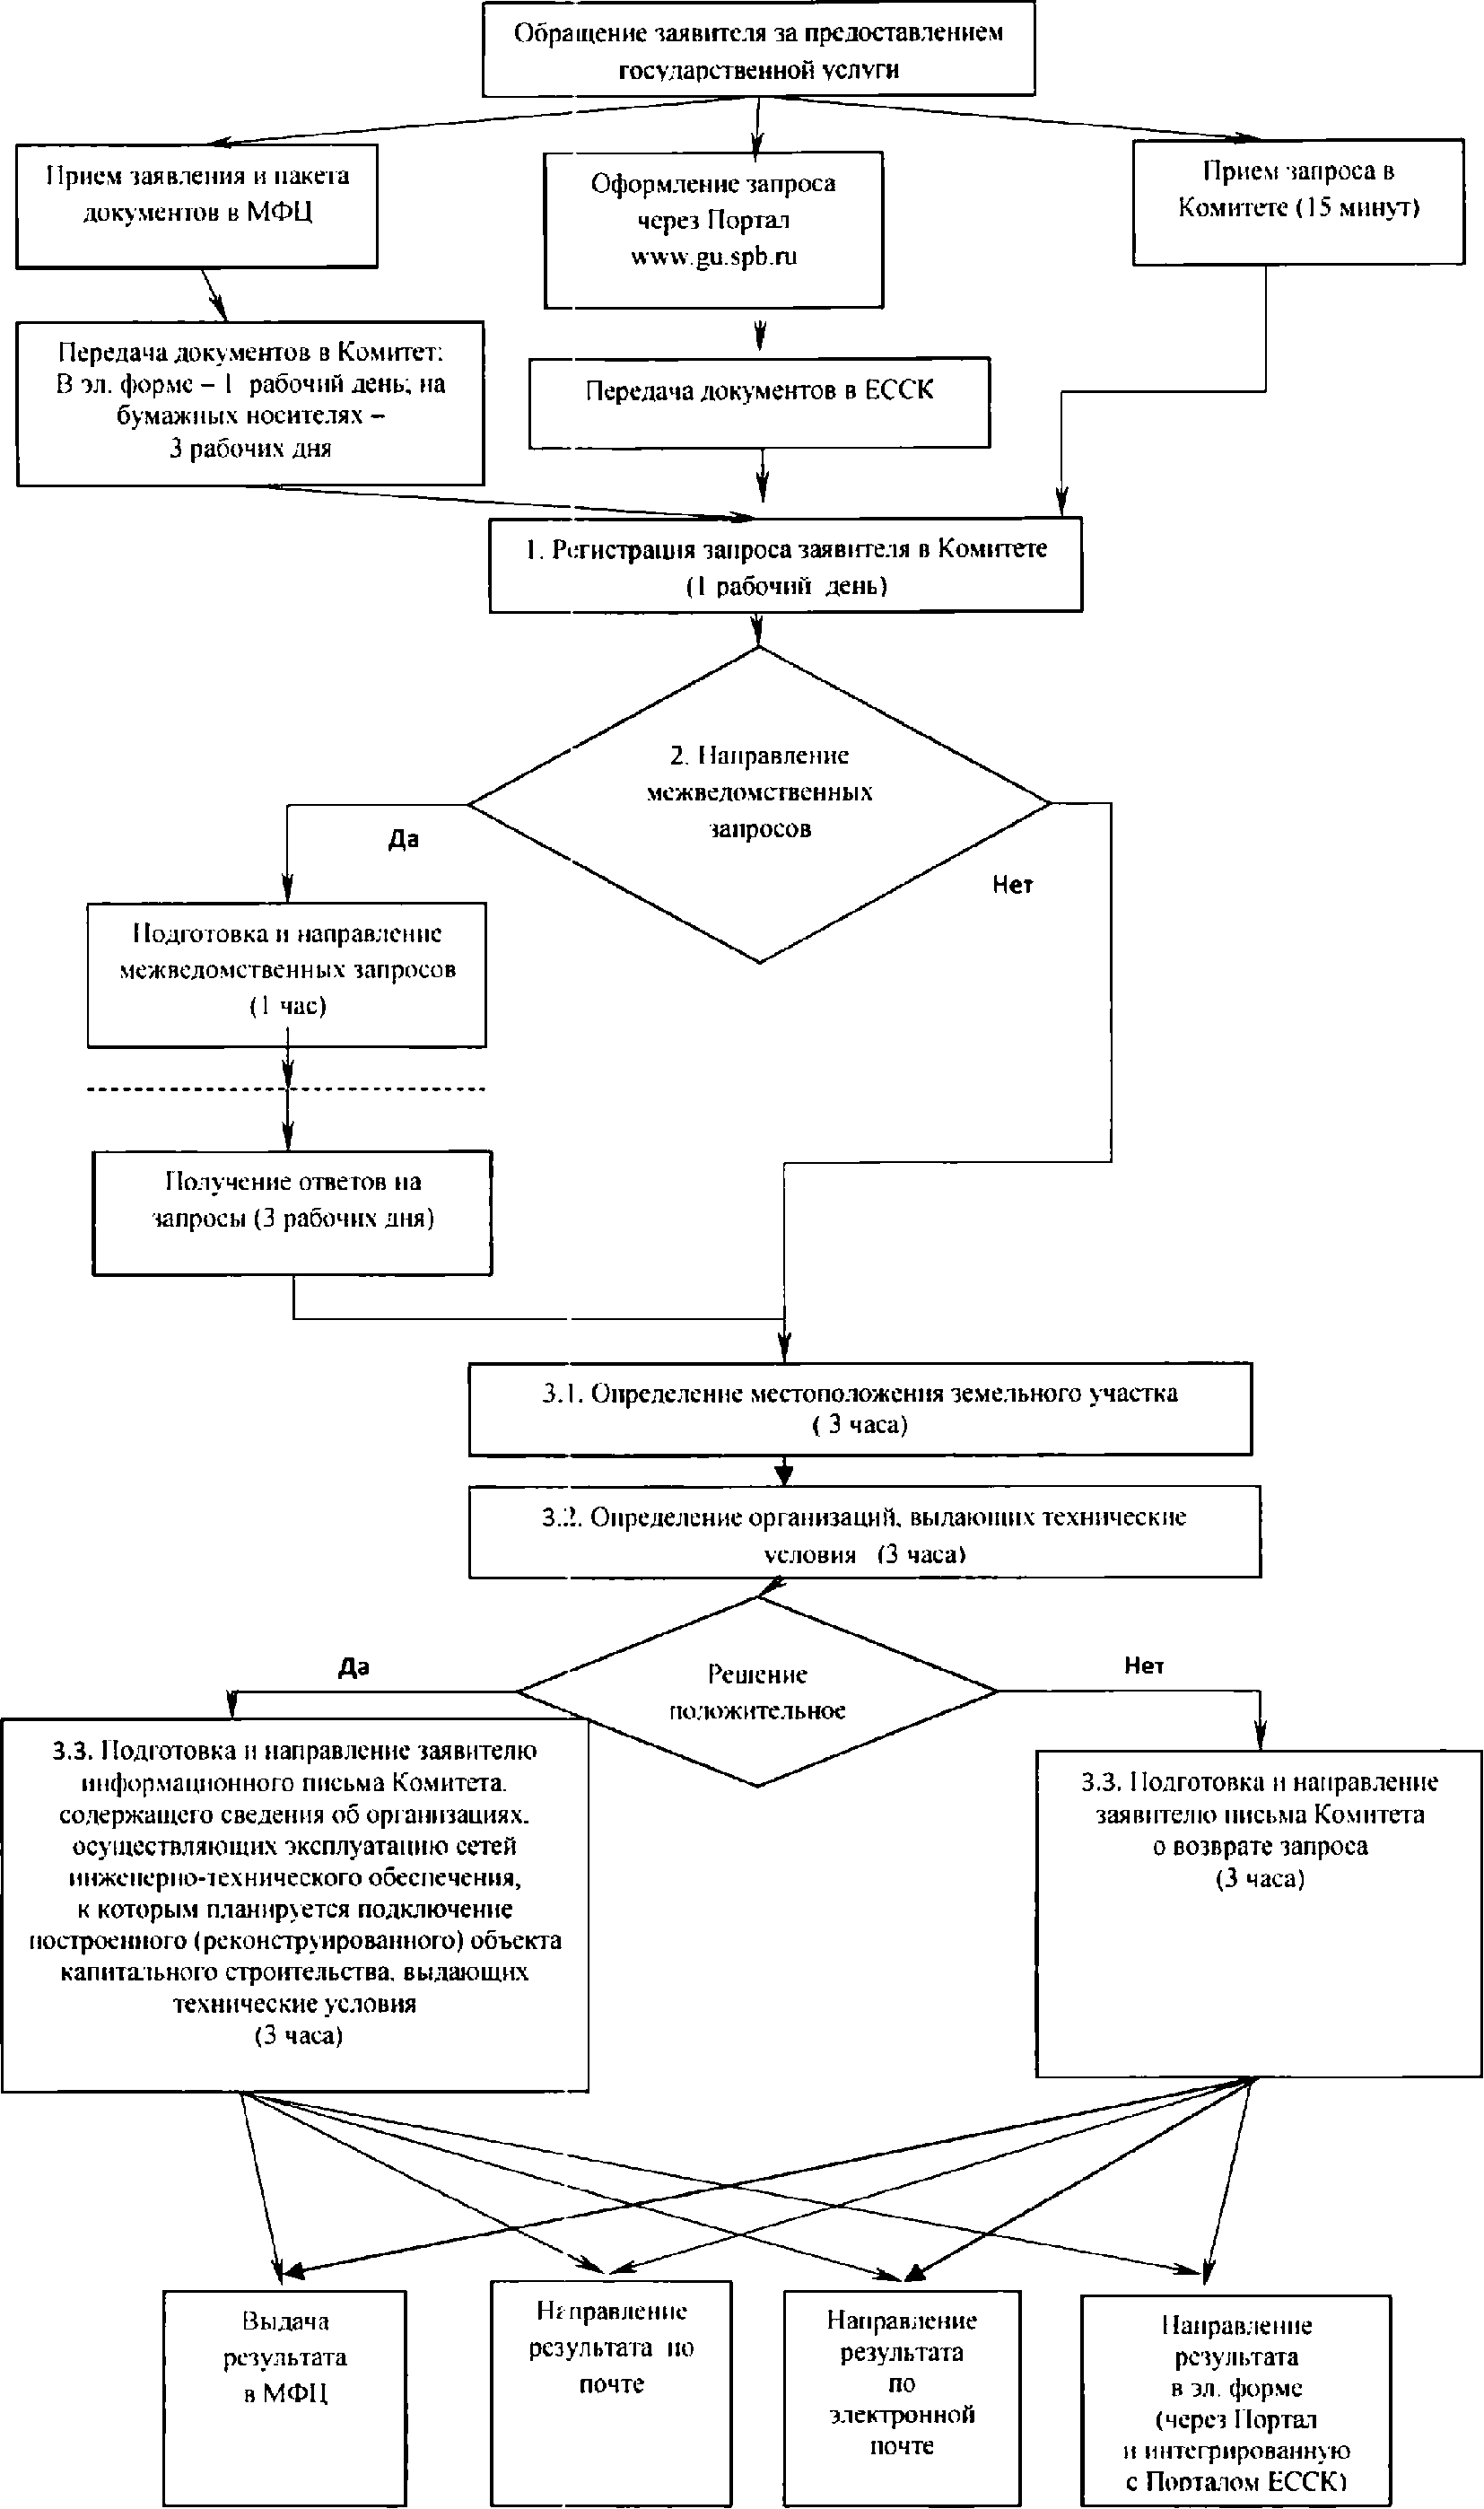 Обращение заявителя за предоставлением
государственной услуги
Прием заявления и пакета
документов в МФЦ
Оформление запроса
через Портал
www.gu.spb.ru
Прием запроса в
Комитете (15 минут)
Передача документов в Комитет:
В эл. форме – 1 рабочий день; на
бумажных носителях –
3 рабочих дня
Передача документов в ЕССК
1. Регистрация запроса заявителя в Комитете
(1 рабочий день)
2. Направление
межведомственных
запросов
Да
Нет
Подготовка и направление
межведомственных запросов
(1 час)
Получение ответов на
запросы (3 рабочих дня)
3.1. Определение местоположения земельного участка
( 3 часа)
3.2. Определение организаций, выдающих технические
условия (3 часа)
Решение
положительное
Да
Нет
3.3. Подготовка и направление заявителю
информационного письма Комитета,
содержащего сведения об организациях,
осуществляющих эксплуатацию сетей
инженерно-технического обеспечения,
к которым планируется подключение
построенного (реконструированного) объекта
капитального строительства, выдающих
технические условия
(3 часа)
3.3. Подготовка и направление
заявителю письма Комитета
о возврате запроса
(3 часа)
Выдача
результата
в МФЦ
Направление
результата по
почте
Направление
результата
по
электронной
почте
Направление
результата
в эл. форме
(через Портал
и интегрированную
с Порталом ЕССК)